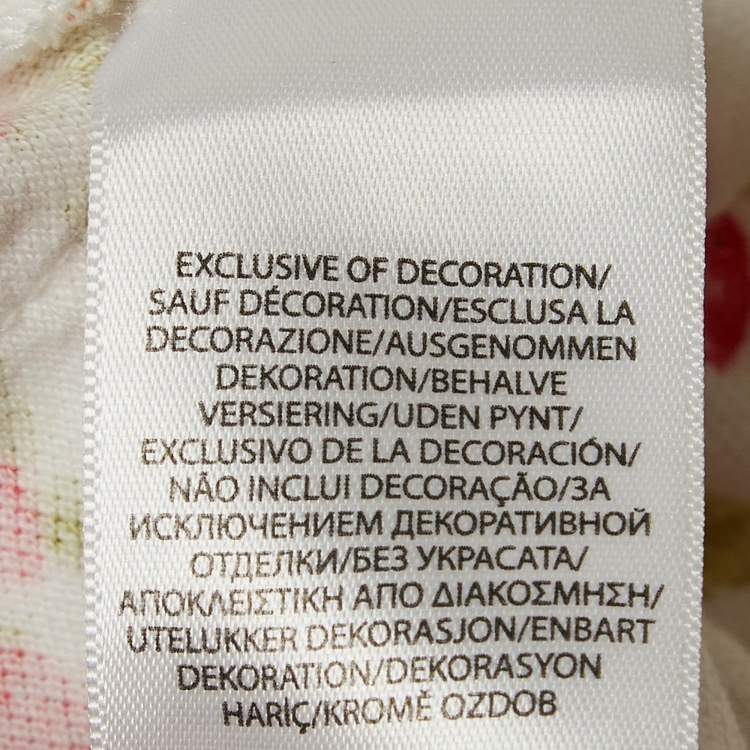 EXCLUSIVE OF DECORATION/
SAUF DÉCORATION/ESCLUSA LA
DECORAZIONE/AUSGENOMMEN
DEKORATION/BEHALVE
VERSIERING/UDEN PYNT/
EXCLUSIVO DE LA DECORACIÓN/
NÃO INCLUI DECORAÇÃO/ЗА
ИСКЛЮЧЕНИЕМ ДЕКОРАТИВНОЙ
ОТДЕЛКИ/БЕЗ УКРАСАТА/
ΑΠΟΚΛΕΙΣΤΙΚΗ ΑΠΟ ΔΙΑΚΟΣΜΗΣΗ/
UTELUKKER DEKORASJON/ENBART
DEKORATION/DEKORASYON
HARİÇ/KROMĚ OZDOB